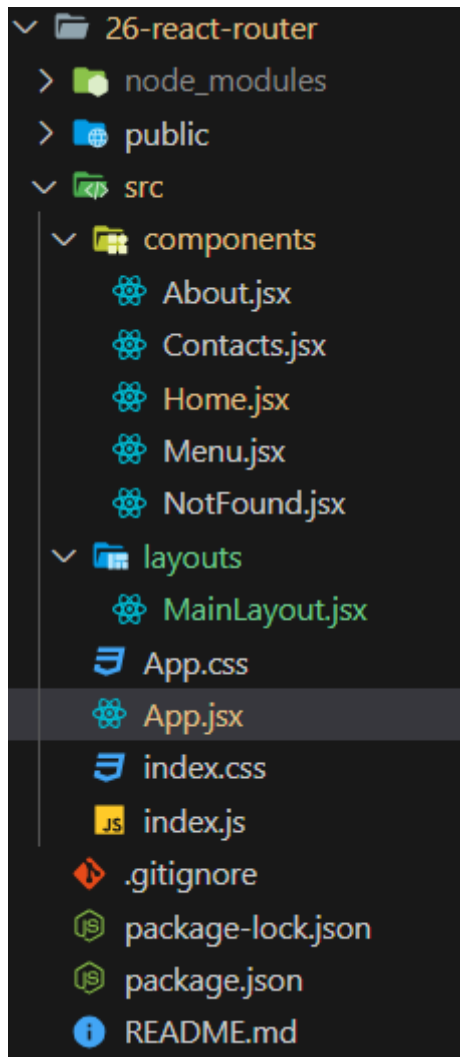 26-react-router
node_modules
public
src
components
About.jsx
Contacts.jsx
Home.jsx
Menu.jsx
NotFound.jsx
layouts
MainLayout.jsx
App.css
App.jsx
index.css
JS index.js
.gitignore
package-lock.json
package.json
README.md